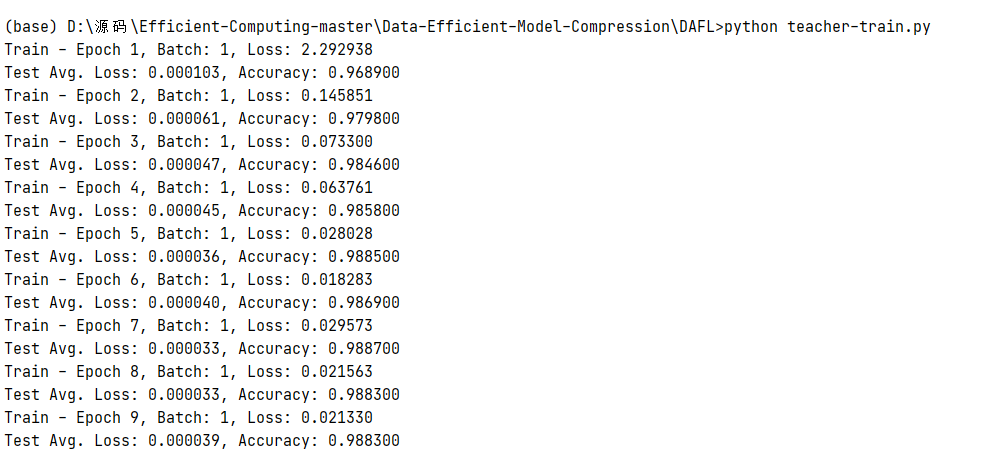 (base) D:\源码\Efficient-Computing-master\Data-Efficient-Model-Compression\DAFL>python teacher-train.py
Train - Epoch 1, Batch: 1, Loss: 2.292938
Test Avg. Loss: 0.000103, Accuracy: 0.968900
Train - Epoch 2, Batch: 1, Loss: 0.145851
Test Avg. Loss: 0.000061, Accuracy: 0.979800
Train - Epoch 3, Batch: 1, Loss: 0.073300
Test Avg. Loss: 0.000047, Accuracy: 0.984600
Train - Epoch 4, Batch: 1, Loss: 0.063761
Test Avg. Loss: 0.000045, Accuracy: 0.985800
Train - Epoch 5, Batch: 1, Loss: 0.028028
Test Avg. Loss: 0.000036, Accuracy: 0.988500
Train - Epoch 6, Batch: 1, Loss: 0.018283
Test Avg. Loss: 0.000040, Accuracy: 0.986900
Train - Epoch 7, Batch: 1, Loss: 0.029573
Test Avg. Loss: 0.000033, Accuracy: 0.988700
Train - Epoch 8, Batch: 1, Loss: 0.021563
Test Avg. Loss: 0.000033, Accuracy: 0.988300
Train - Epoch 9, Batch: 1, Loss: 0.021330
Test Avg. Loss: 0.000039, Accuracy: 0.988300